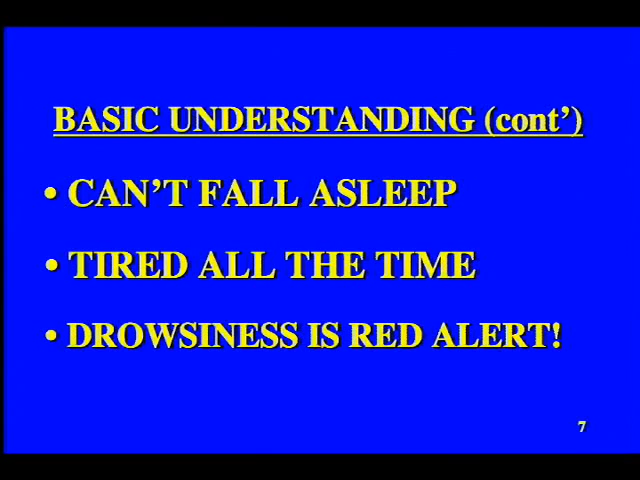 BASIC UNDERSTANDING (cont’)
• CAN’T FALL ASLEEP
• TIRED ALL THE TIME
• DROWSINESS IS RED ALERT!
7